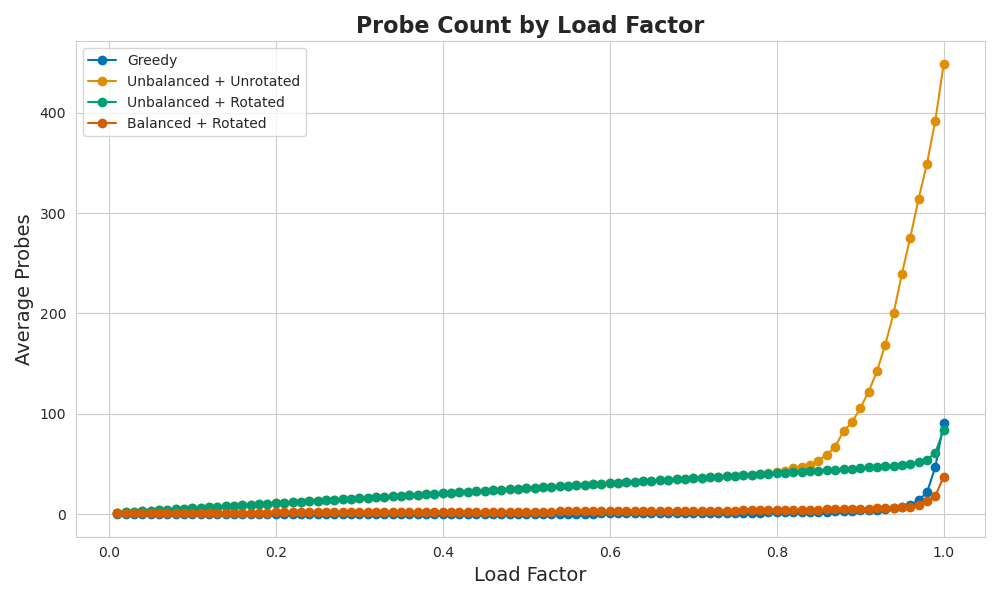 Probe Count by Load Factor
Greedy
Unbalanced + Unrotated
Unbalanced + Rotated
Balanced + Rotated
Average Probes
400
300
200
100
0
0.0 0.2 0.4 0.6 0.8 1.0
Load Factor